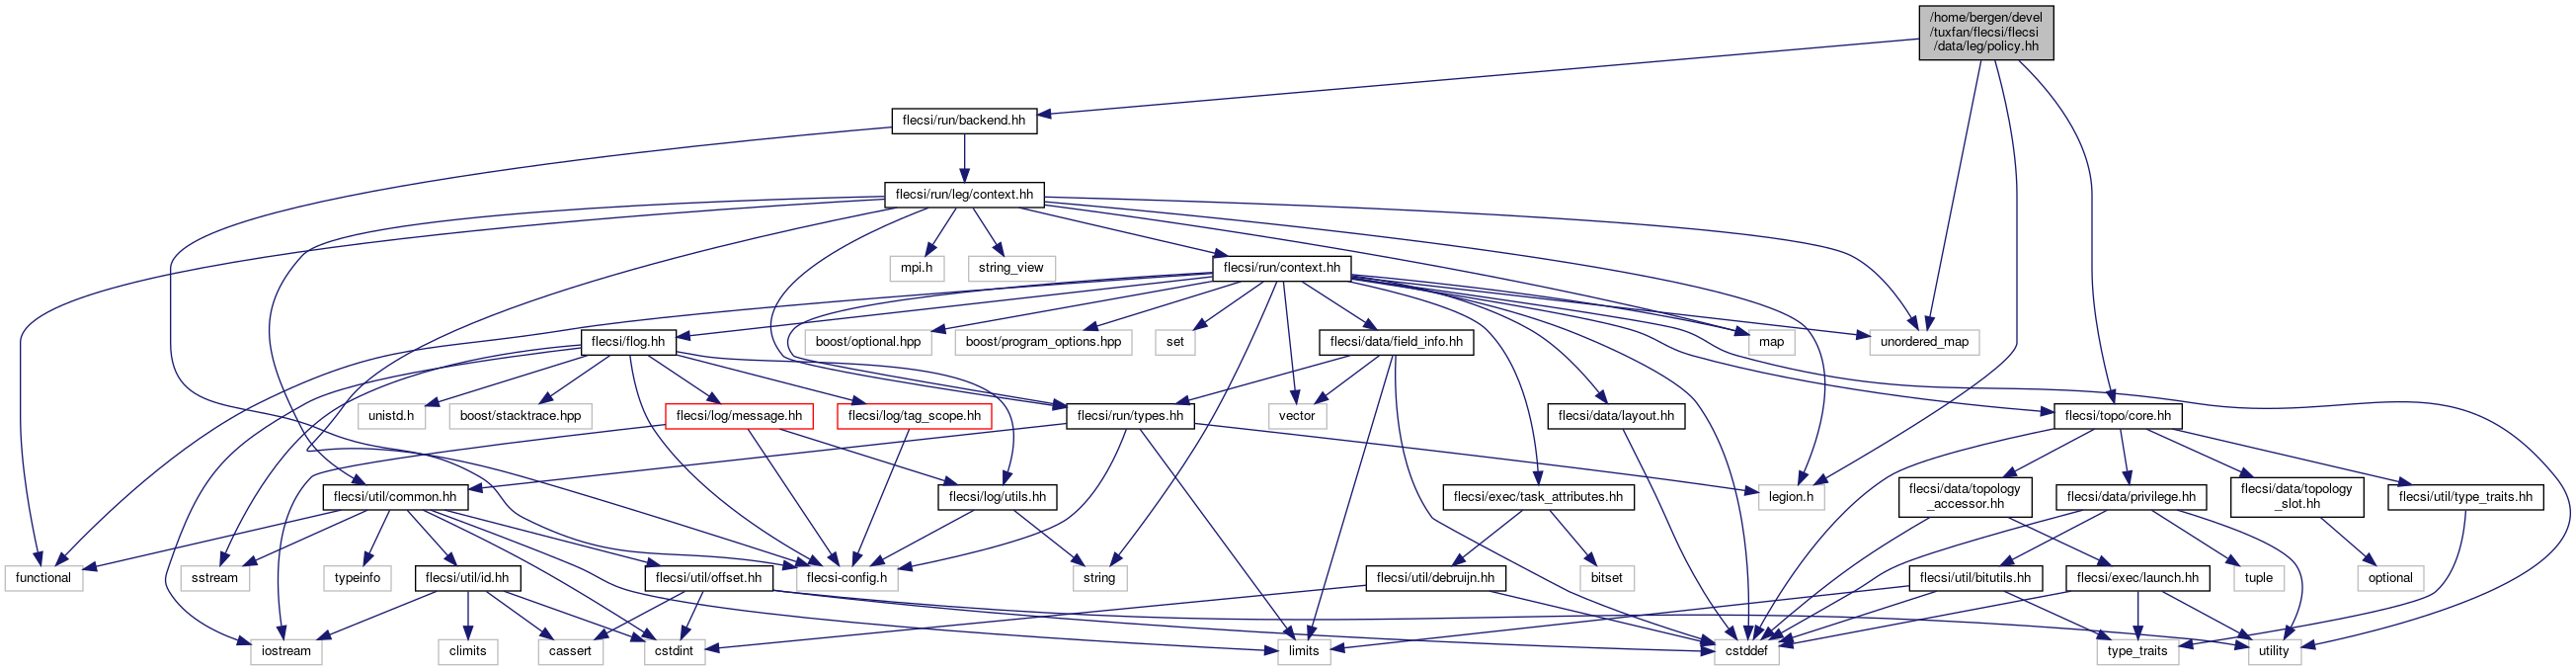 /home/bergen/devel
/tuxfan/flecsi/flecsi
/data/leg/policy.hh
flecsi/run/backend.hh
flecsi/run/leg/context.hh
mpi.h
string_view
flecsi/run/context.hh
flecsi/flog.hh
boost/optional.hpp
boost/program_options.hpp
set
flecsi/data/field_info.hh
map
unordered_map
unistd.h
boost/stacktrace.hpp
flecsi/log/message.hh
flecsi/log/tag_scope.hh
flecsi/run/types.hh
vector
flecsi/data/layout.hh
flecsi/topo/core.hh
flecsi/util/common.hh
flecsi/log/utils.hh
flecsi/exec/task_attributes.hh
legion.h
flecsi/data/topology
_accessor.hh
flecsi/data/privilege.hh
flecsi/data/topology
_slot.hh
flecsi/util/type_traits.hh
functional
sstream
typeinfo
flecsi/util/id.hh
flecsi/util/offset.hh
flecsi-config.h
string
flecsi/util/debruijn.hh
bitset
flecsi/util/bitutils.hh
flecsi/exec/launch.hh
tuple
optional
iostream
climits
cassert
cstdint
limits
cstddef
type_traits
utility